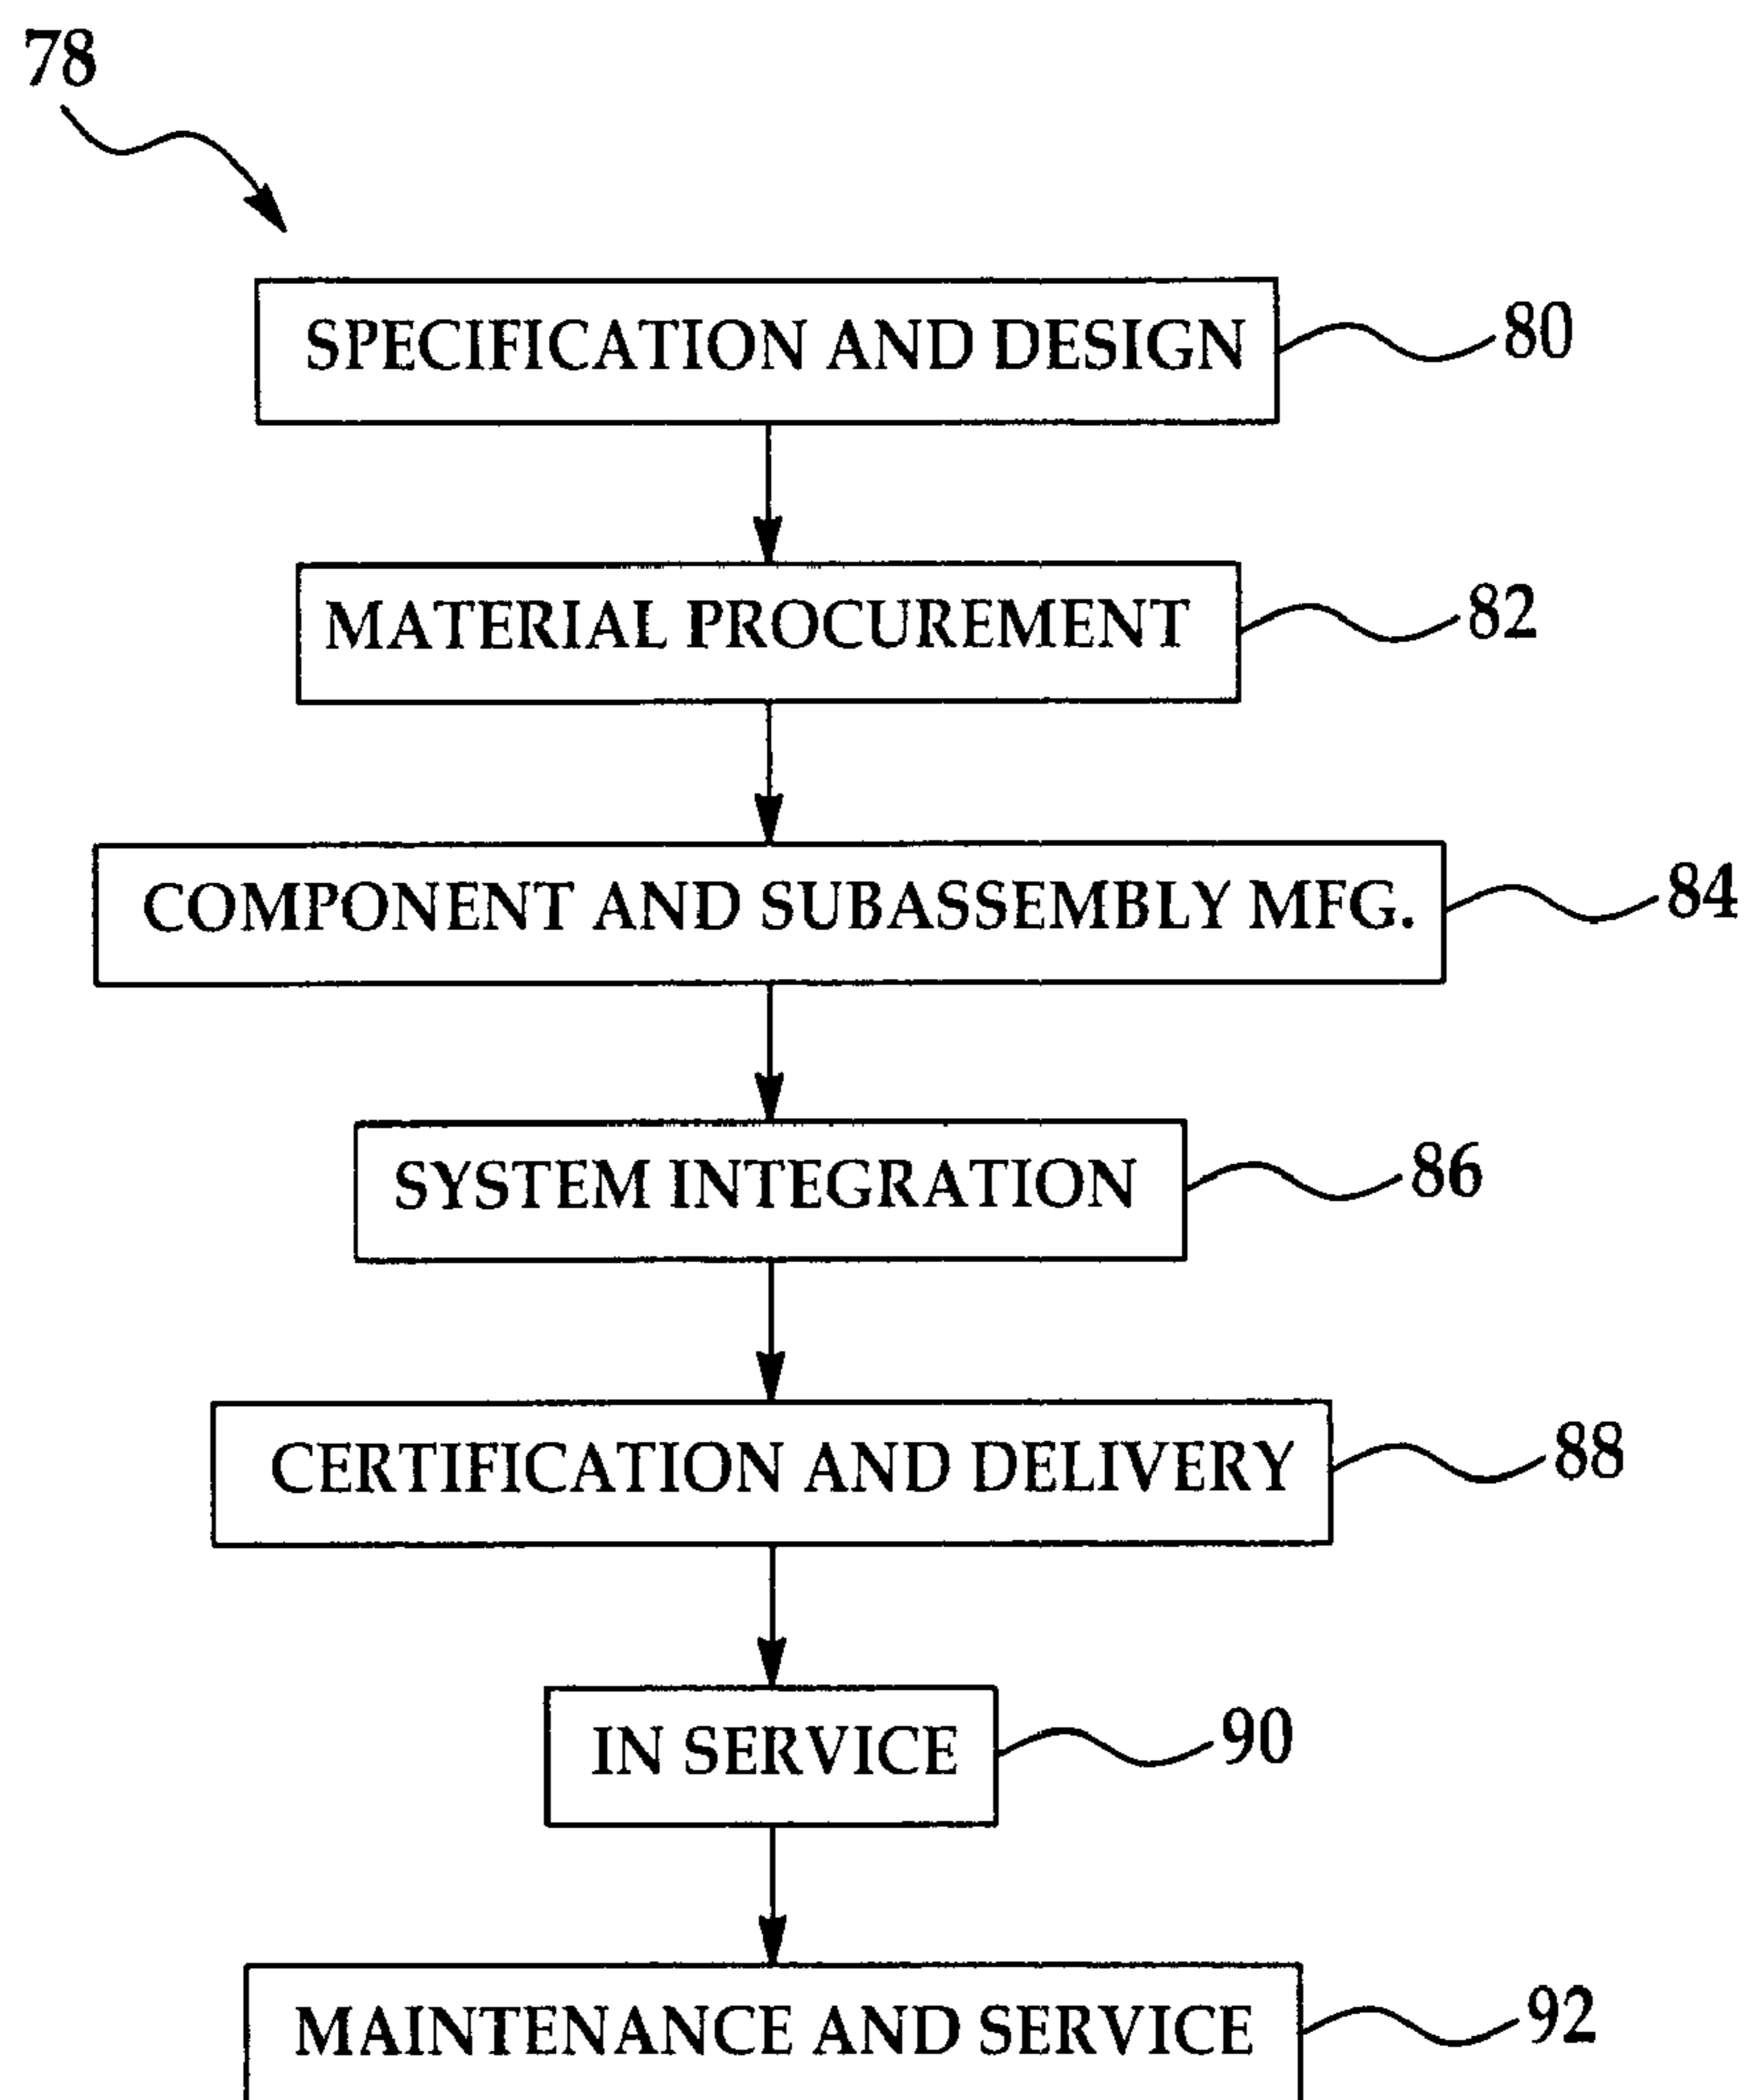 78
SPECIFICATION AND DESIGN 80
MATERIAL PROCUREMENT 82
COMPONENT AND SUBASSEMBLY MFG. 84
SYSTEM INTEGRATION 86
CERTIFICATION AND DELIVERY 88
IN SERVICE 90
MAINTENANCE AND SERVICE 92